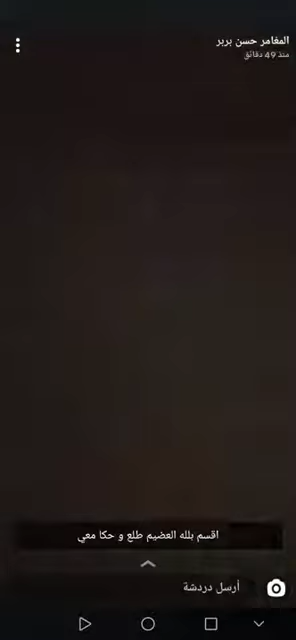 المغامر حسن بربر
منذ 49 دقائق
اقسم بلله العضيم طلع و حكا معي
أرسل دردشة